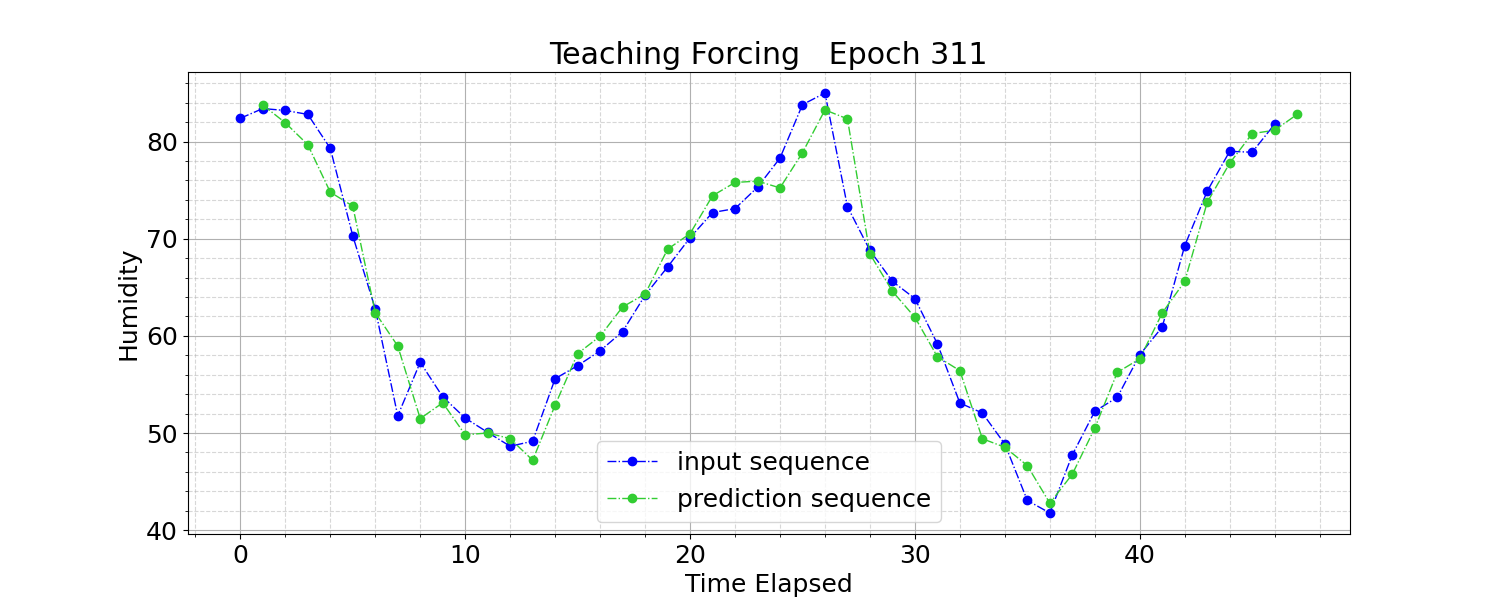 Teaching Forcing   Epoch 311
80
70
60
50
40
Humidity
input sequence
prediction sequence
0 10 20 30 40
Time Elapsed